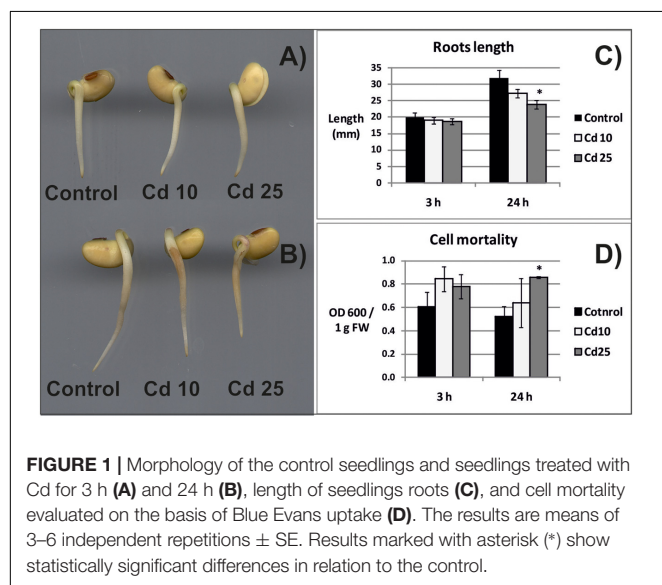 A)
Control Cd 10 Cd 25
B)
Control Cd 10 Cd 25
Roots length
C)
35
30
25
20
15
10
5
0
Length
(mm)
*
Control
Cd 10
Cd 25
3 h 24 h
Cell mortality
D)
1.0
0.8
0.6
0.4
0.2
0.0
OD 600 /
1 g FW
*
Cotnrol
Cd10
Cd25
3 h 24 h
FIGURE 1 | Morphology of the control seedlings and seedlings treated with
Cd for 3 h (A) and 24 h (B), length of seedlings roots (C), and cell mortality
evaluated on the basis of Blue Evans uptake (D). The results are means of
3–6 independent repetitions ± SE. Results marked with asterisk (*) show
statistically significant differences in relation to the control.